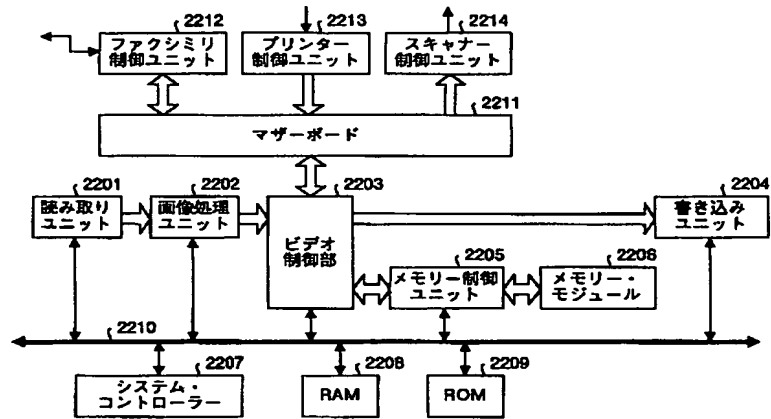 2212
2213
2214
ファクシミリ
制御ユニット
プリンター
制御ユニット
スキャナー
制御ユニット
2211
マザーボード
2201
2202
2203
2204
読み取り
ユニット
画像処理
ユニット
ビデオ
制御部
書き込み
ユニット
2205
2206
メモリー制御
ユニット
メモリー・
モジュール
2210
2207
2208
2209
システム・
コントローラー
RAM
ROM